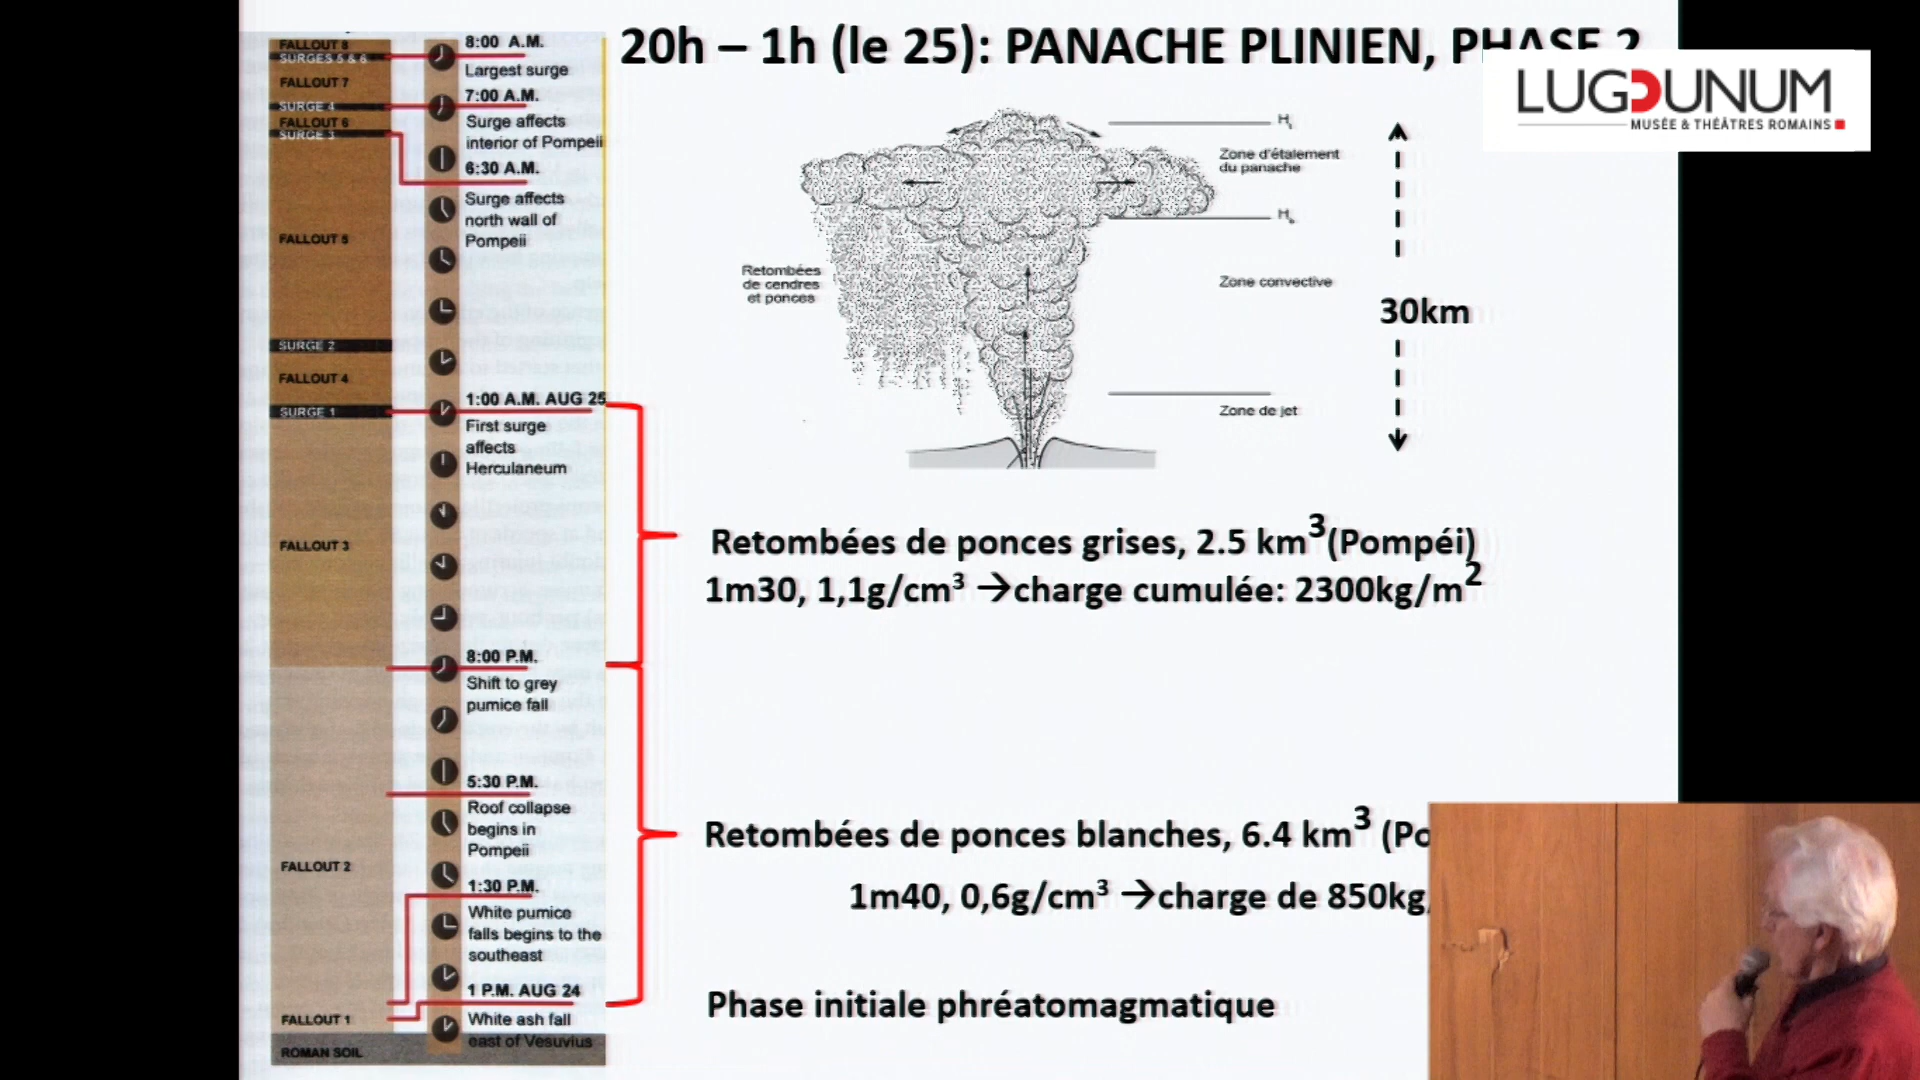 20h – 1h (le 25): PANACHE PLINIEN, PHASE 2
LUGDUNUM
MUSÉE & THÉÂTRES ROMAINS
FALLOUT 8
SURGES 5 & 6
FALLOUT 7
SURGE 4
FALLOUT 6
SURGE 3
FALLOUT 5
SURGE 2
FALLOUT 4
SURGE 1
FALLOUT 3
FALLOUT 2
FALLOUT 1
ROMAN SOIL
8:00 A.M.
Largest surge
7:00 A.M.
Surge affects
interior of Pompeii
6:30 A.M.
Surge affects
north wall of
Pompeii
1:00 A.M. AUG 25
First surge
affects
Herculaneum
8:00 P.M.
Shift to grey
pumice fall
5:30 P.M.
Roof collapse
begins in
Pompeii
1:30 P.M.
White pumice
falls begins to the
southeast
1 P.M. AUG 24
White ash fall
east of Vesuvius
Zone d'étalement
du panache
Retombées
de cendres
et ponces
Zone convective
Zone de jet
30km
Retombées de ponces grises, 2.5 km³(Pompéi)
1m30, 1,1g/cm³ →charge cumulée: 2300kg/m²
Retombées de ponces blanches, 6.4 km³ (Po
1m40, 0,6g/cm³ →charge de 850kg
Phase initiale phréatomagmatique